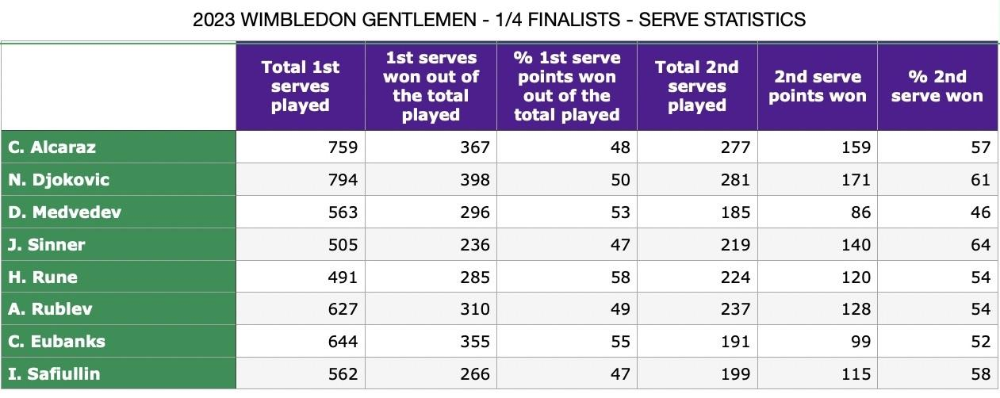 2023 WIMBLEDON GENTLEMEN - 1/4 FINALISTS - SERVE STATISTICS
Total 1st
serves
played
1st serves
won out of
the total
played
% 1st serve
points won
out of the
total played
Total 2nd
serves
played
2nd serve
points won
% 2nd
serve won
C. Alcaraz 759 367 48 277 159 57
N. Djokovic 794 398 50 281 171 61
D. Medvedev 563 296 53 185 86 46
J. Sinner 505 236 47 219 140 64
H. Rune 491 285 58 224 120 54
A. Rublev 627 310 49 237 128 54
C. Eubanks 644 355 55 191 99 52
I. Safiullin 562 266 47 199 115 58